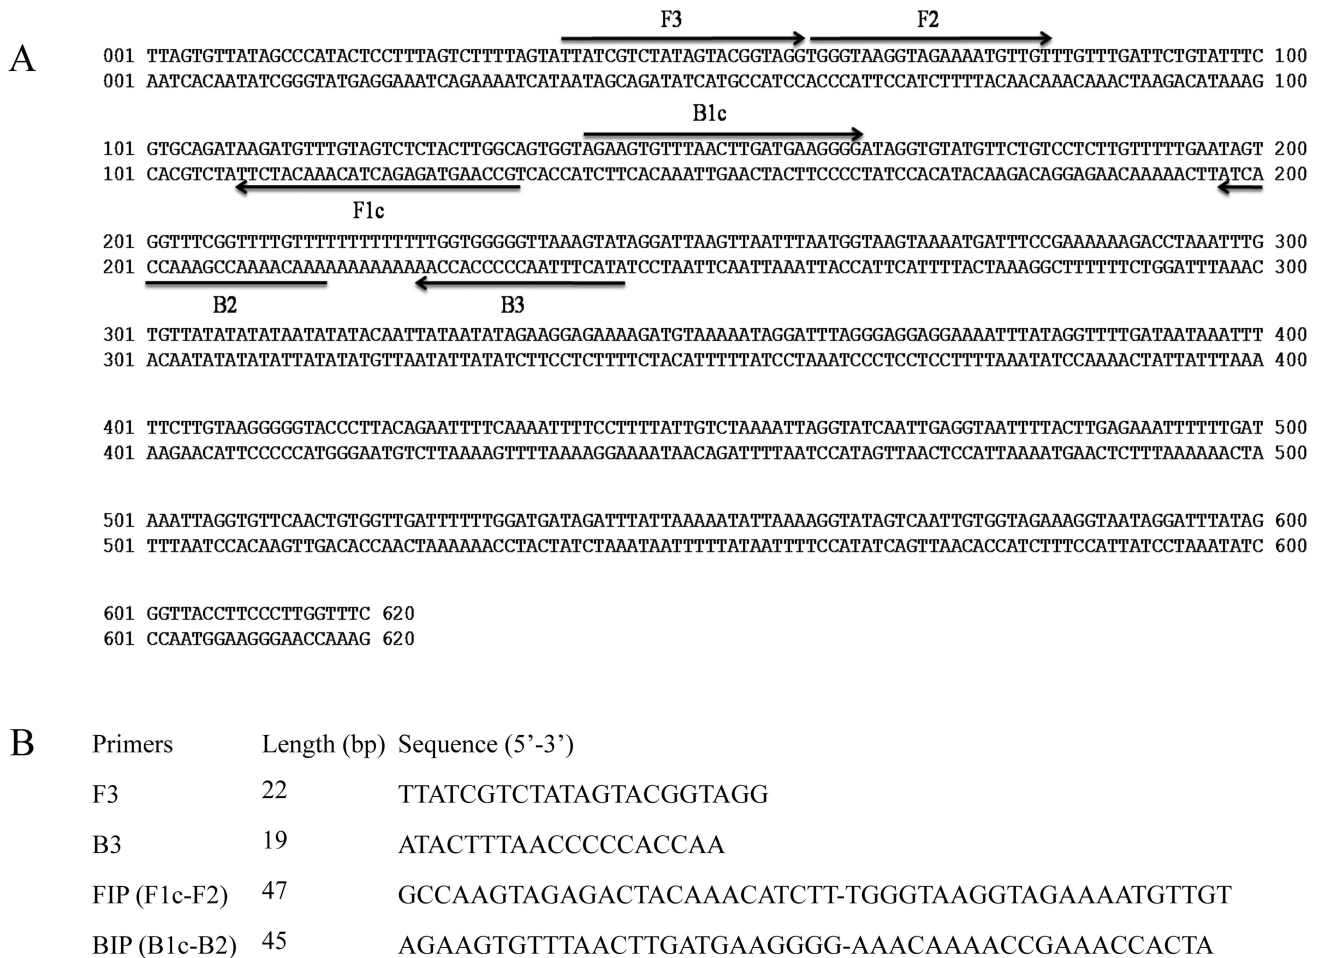 F3 F2
A
001 TTAGTGTTATAGCCCATACTCCTTTAGTCTTTTAGTATTATCGTCTATAGTACGGTAGGTGGGTAAGGTAGAAAATGTTGTTTGTTTGATTCTGTATTTC 100
001 AATCACAATATCGGGTATGAGGAAATCAGAAAATCATAATAGCAGATATCATGCCATCCACCCATTCCATCTTTTACAACAAACAAACTAAGACATAAAG 100
B1c
101 GTGCAGATAAGATGTTTGTAGTCTCTACTTGGCAGTGGTAGAAGTGTTTAACTTGATGAAGGGGATAGGTGTATGTTCTGTCCTCTTGTTTTTGAATAGT 200
101 CACGTCTATTCTACAAACATCAGAGATGAACCGTCACCATCTTCACAAATTGAACTACTTCCCCTATCCACATACAAGACAGGAGAACAAAAACTTATCA 200
F1c
201 GGTTTCGGTTTTGTTTTTTTTTTTTTGGTGGGGGTTAAAGTATAGGATTAAGTTAATTTAATGGTAAGTAAAATGATTTCCGAAAAAAGACCTAAATTTG 300
201 CCAAAGCCAAAACAAAAAAAAAAAAACCACCCCCAATTTCATATCCTAATTCAATTAAATTACCATTCATTTTACTAAAGGCTTTTTTCTGGATTTAAAC 300
B2 B3
301 TGTTATATATATAATATATACAATTATAATATAGAAGGAGAAAAGATGTAAAAATAGGATTTAGGGAGGAGGAAAATTTATAGGTTTTGATAATAAATTT 400
301 ACAATATATATATTATATATGTTAATATTATATCTTCCTCTTTTCTACATTTTTATCCTAAATCCCTCCTCCTTTTAAATATCCAAAACTATTATTTAAA 400
401 TTCTTGTAAGGGGGTACCCTTACAGAATTTTCAAAATTTTCCTTTTATTGTCTAAAATTAGGTATCAATTGAGGTAATTTTACTTGAGAAATTTTTTGAT 500
401 AAGAACATTCCCCCATGGGAATGTCTTAAAAGTTTTAAAAGGAAAATAACAGATTTTAATCCATAGTTAACTCCATTAAAATGAACTCTTTAAAAAACTA 500
501 AAATTAGGTGTTCAACTGTGGTTGATTTTTTGGATGATAGATTTATTAAAAATATTAAAAGGTATAGTCAATTGTGGTAGAAAGGTAATAGGATTTATAG 600
501 TTTAATCCACAAGTTGACACCAACTAAAAAACCTACTATCTAAATAATTTTTATAATTTTCCATATCAGTTAACACCATCTTTCCATTATCCTAAATATC 600
601 GGTTACCTTCCCTTGGTTTC 620
601 CCAATGGAAGGGAACCAAAG 620
B
Primers Length (bp) Sequence (5’-3’)
F3 22 TTATCGTCTATAGTACGGTAGG
B3 19 ATACTTTAACCCCCACCAA
FIP (F1c-F2) 47 GCCAAGTAGAGACTACAAACATCTT-TGGGTAAGGTAGAAAATGTTGT
BIP (B1c-B2) 45 AGAAGTGTTTAACTTGATGAAGGGG-AAACAAAACCGAAACCACTA